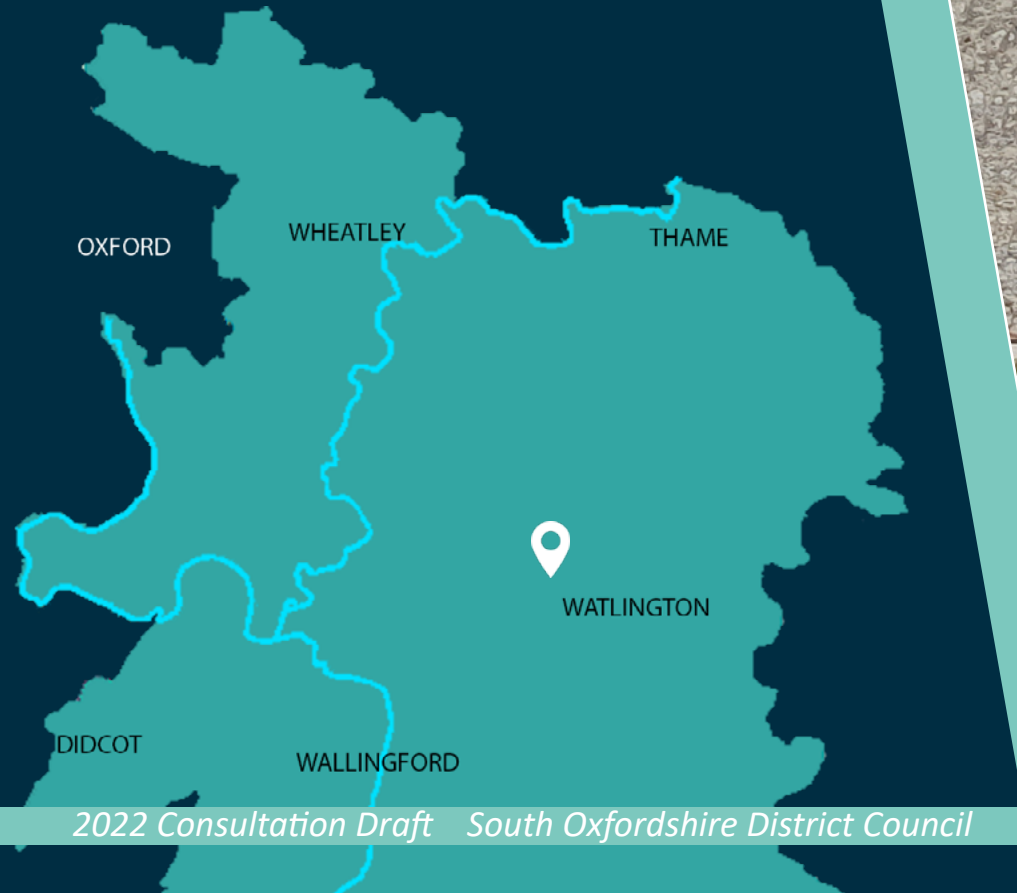 WHEATLEY
THAME
OXFORD
WATLINGTON
DIDCOT
WALLINGFORD
2022 Consultation Draft South Oxfordshire District Council